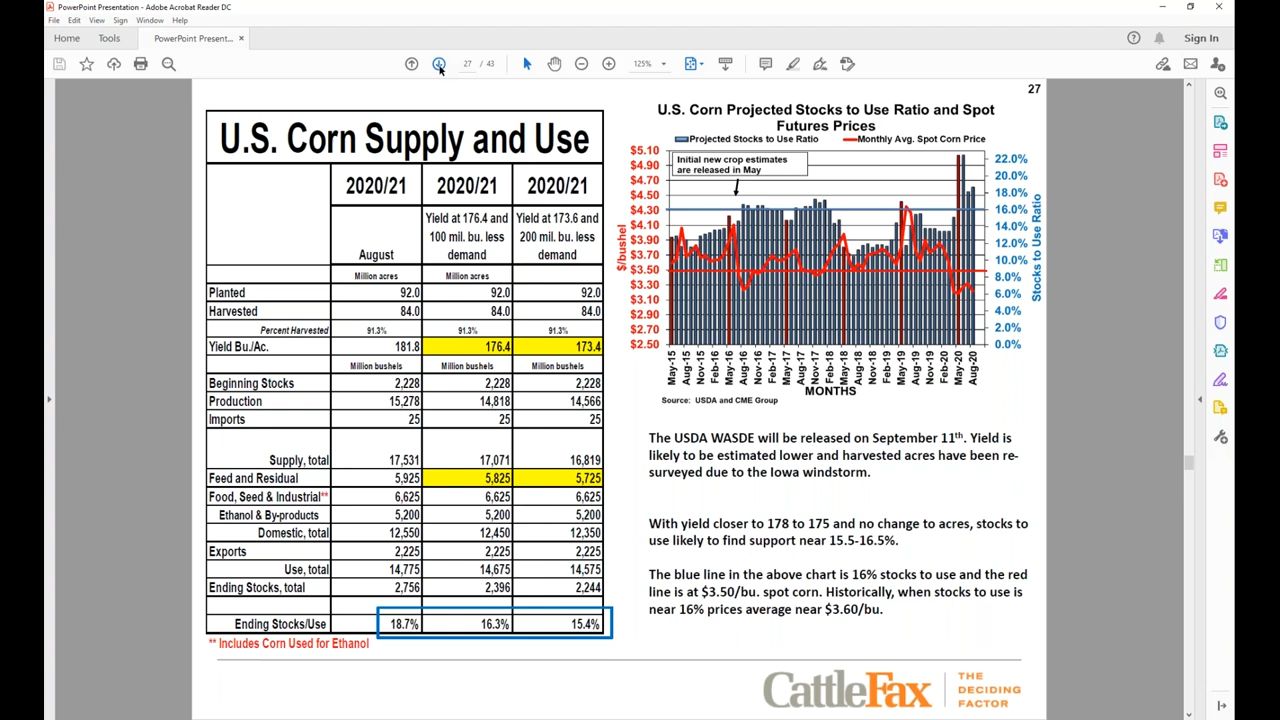 PowerPoint Presentation - Adobe Acrobat Reader DC
File Edit View Sign Window Help
Home Tools PowerPoint Present... × Sign In
27 / 43 125%
27
U.S. Corn Supply and Use
2020/21 2020/21 2020/21
August Yield at 176.4 and 100 mil. bu. less demand Yield at 173.6 and 200 mil. bu. less demand
Million acres Million acres
Planted 92.0 92.0 92.0
Harvested 84.0 84.0 84.0
Percent Harvested 91.3% 91.3% 91.3%
Yield Bu./Ac. 181.8 176.4 173.4
Million bushels Million bushels Million bushels
Beginning Stocks 2,228 2,228 2,228
Production 15,278 14,818 14,566
Imports 25 25 25
Supply, total 17,531 17,071 16,819
Feed and Residual 5,925 5,825 5,725
Food, Seed & Industrial** 6,625 6,625 6,625
Ethanol & By-products 5,200 5,200 5,200
Domestic, total 12,550 12,450 12,350
Exports 2,225 2,225 2,225
Use, total 14,775 14,675 14,575
Ending Stocks, total 2,756 2,396 2,244
Ending Stocks/Use 18.7% 16.3% 15.4%
** Includes Corn Used for Ethanol
U.S. Corn Projected Stocks to Use Ratio and Spot
Futures Prices
Projected Stocks to Use Ratio Monthly Avg. Spot Corn Price
Initial new crop estimates
are released in May
$/bushel
$5.10
$4.90
$4.70
$4.50
$4.30
$4.10
$3.90
$3.70
$3.50
$3.30
$3.10
$2.90
$2.70
$2.50
22.0%
20.0%
18.0%
16.0%
14.0%
12.0%
10.0%
8.0%
6.0%
4.0%
2.0%
0.0%
Stocks to Use Ratio
May-15 Aug-15 Nov-15 Feb-16 May-16 Aug-16 Nov-16 Feb-17 May-17 Aug-17 Nov-17 Feb-18 May-18 Aug-18 Nov-18 Feb-19 May-19 Aug-19 Nov-19 Feb-20 May-20 Aug-20
MONTHS
Source: USDA and CME Group
The USDA WASDE will be released on September 11th. Yield is
likely to be estimated lower and harvested acres have been re-
surveyed due to the Iowa windstorm.
With yield closer to 178 to 175 and no change to acres, stocks to
use likely to find support near 15.5-16.5%.
The blue line in the above chart is 16% stocks to use and the red
line is at $3.50/bu. spot corn. Historically, when stocks to use is
near 16% prices average near $3.60/bu.
CattleFax THE
DECIDING
FACTOR